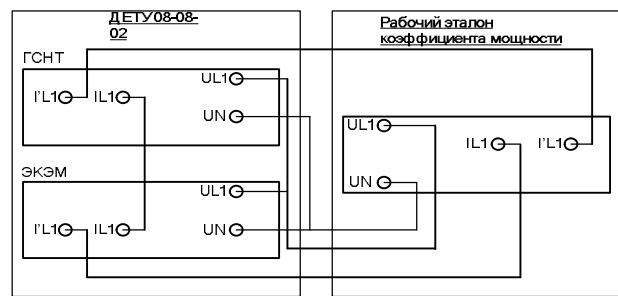 ДЕТУ08-08-
02
Рабочий эталон
коэффициента мощности
ГСНТ
I'L1 IL1 UL1
UN
ЭКЭМ
I'L1 IL1 UL1
UN
UL1 IL1 I'L1
UN